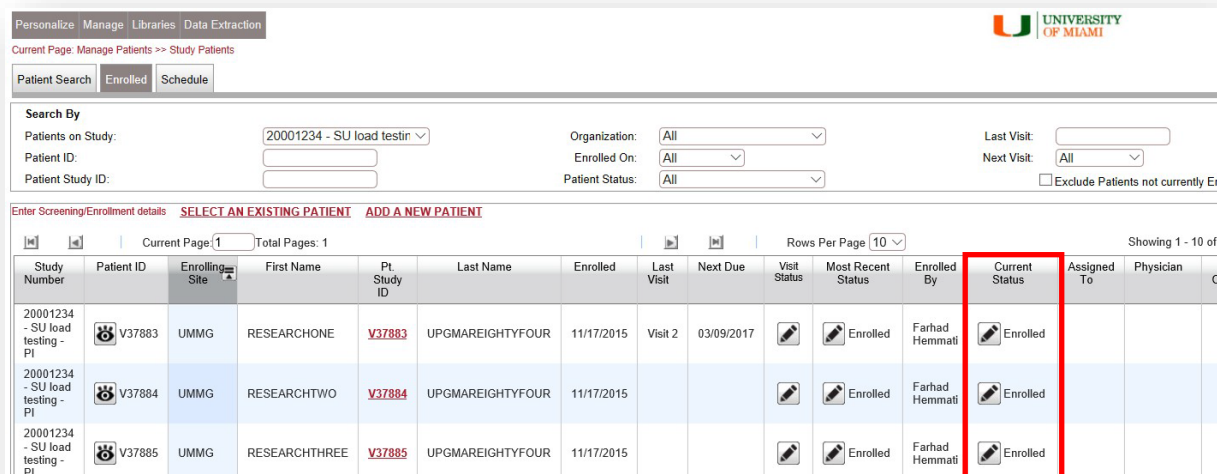 Personalize Manage Libraries Data Extraction
UNIVERSITY
OF MIAMI
Current Page: Manage Patients >> Study Patients
Patient Search Enrolled Schedule
Search By
Patients on Study: 20001234 - SU load testin Organization: All Last Visit:
Patient ID: Enrolled On: All Next Visit: All
Patient Study ID: Patient Status: All Exclude Patients not currently
Enter Screening/Enrollment details SELECT AN EXISTING PATIENT ADD A NEW PATIENT
Current Page: 1 Total Pages: 1 Rows Per Page 10 Showing 1 - 10 of
Study Number Patient ID Enrolling Site First Name Pt. Study ID Last Name Enrolled Last Visit Next Due Visit Status Most Recent Status Enrolled By Current Status Assigned To Physician
20001234 - SU load testing - PI V37883 UMMG RESEARCHONE V37883 UPGMAREIGHTYFOUR 11/17/2015 Visit 2 03/09/2017 Enrolled Farhad Hemmati Enrolled
20001234 - SU load testing - PI V37884 UMMG RESEARCHTWO V37884 UPGMAREIGHTYFOUR 11/17/2015 Enrolled Farhad Hemmati Enrolled
20001234 - SU load testing - PI V37885 UMMG RESEARCHTHREE V37885 UPGMAREIGHTYFOUR 11/17/2015 Enrolled Farhad Hemmati Enrolled